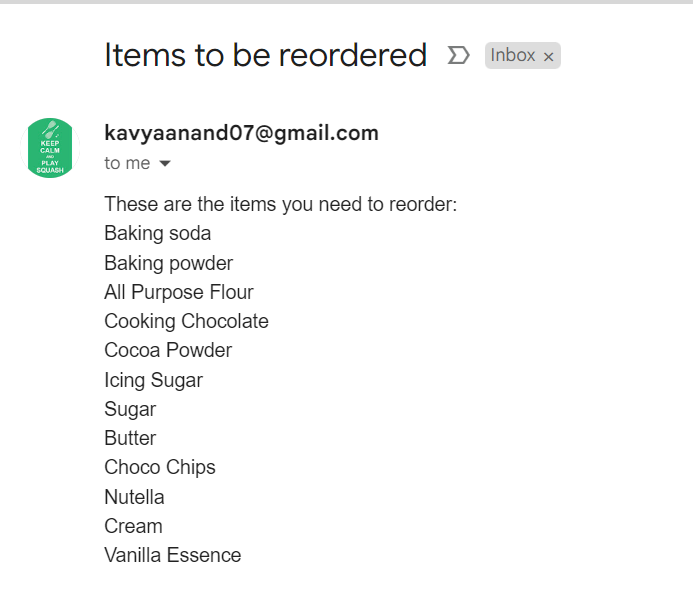 Items to be reordered
Inbox ×
KEEP
CALM
AND
PLAY
SQUASH
kavyaanand07@gmail.com
to me
These are the items you need to reorder:
Baking soda
Baking powder
All Purpose Flour
Cooking Chocolate
Cocoa Powder
Icing Sugar
Sugar
Butter
Choco Chips
Nutella
Cream
Vanilla Essence